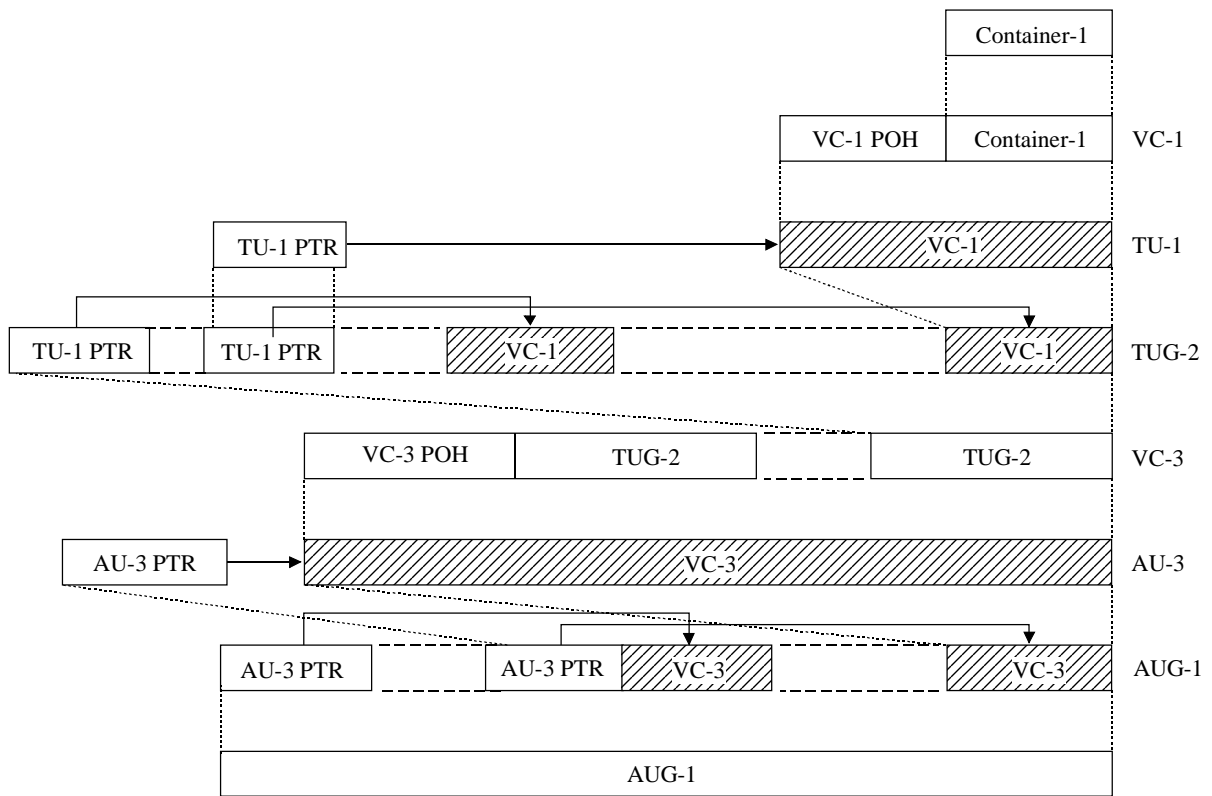 Container-1
VC-1 POH Container-1 VC-1
TU-1 PTR VC-1 TU-1
TU-1 PTR TU-1 PTR VC-1 VC-1 TUG-2
VC-3 POH TUG-2 TUG-2 VC-3
AU-3 PTR VC-3 AU-3
AU-3 PTR AU-3 PTR VC-3 VC-3 AUG-1
AUG-1